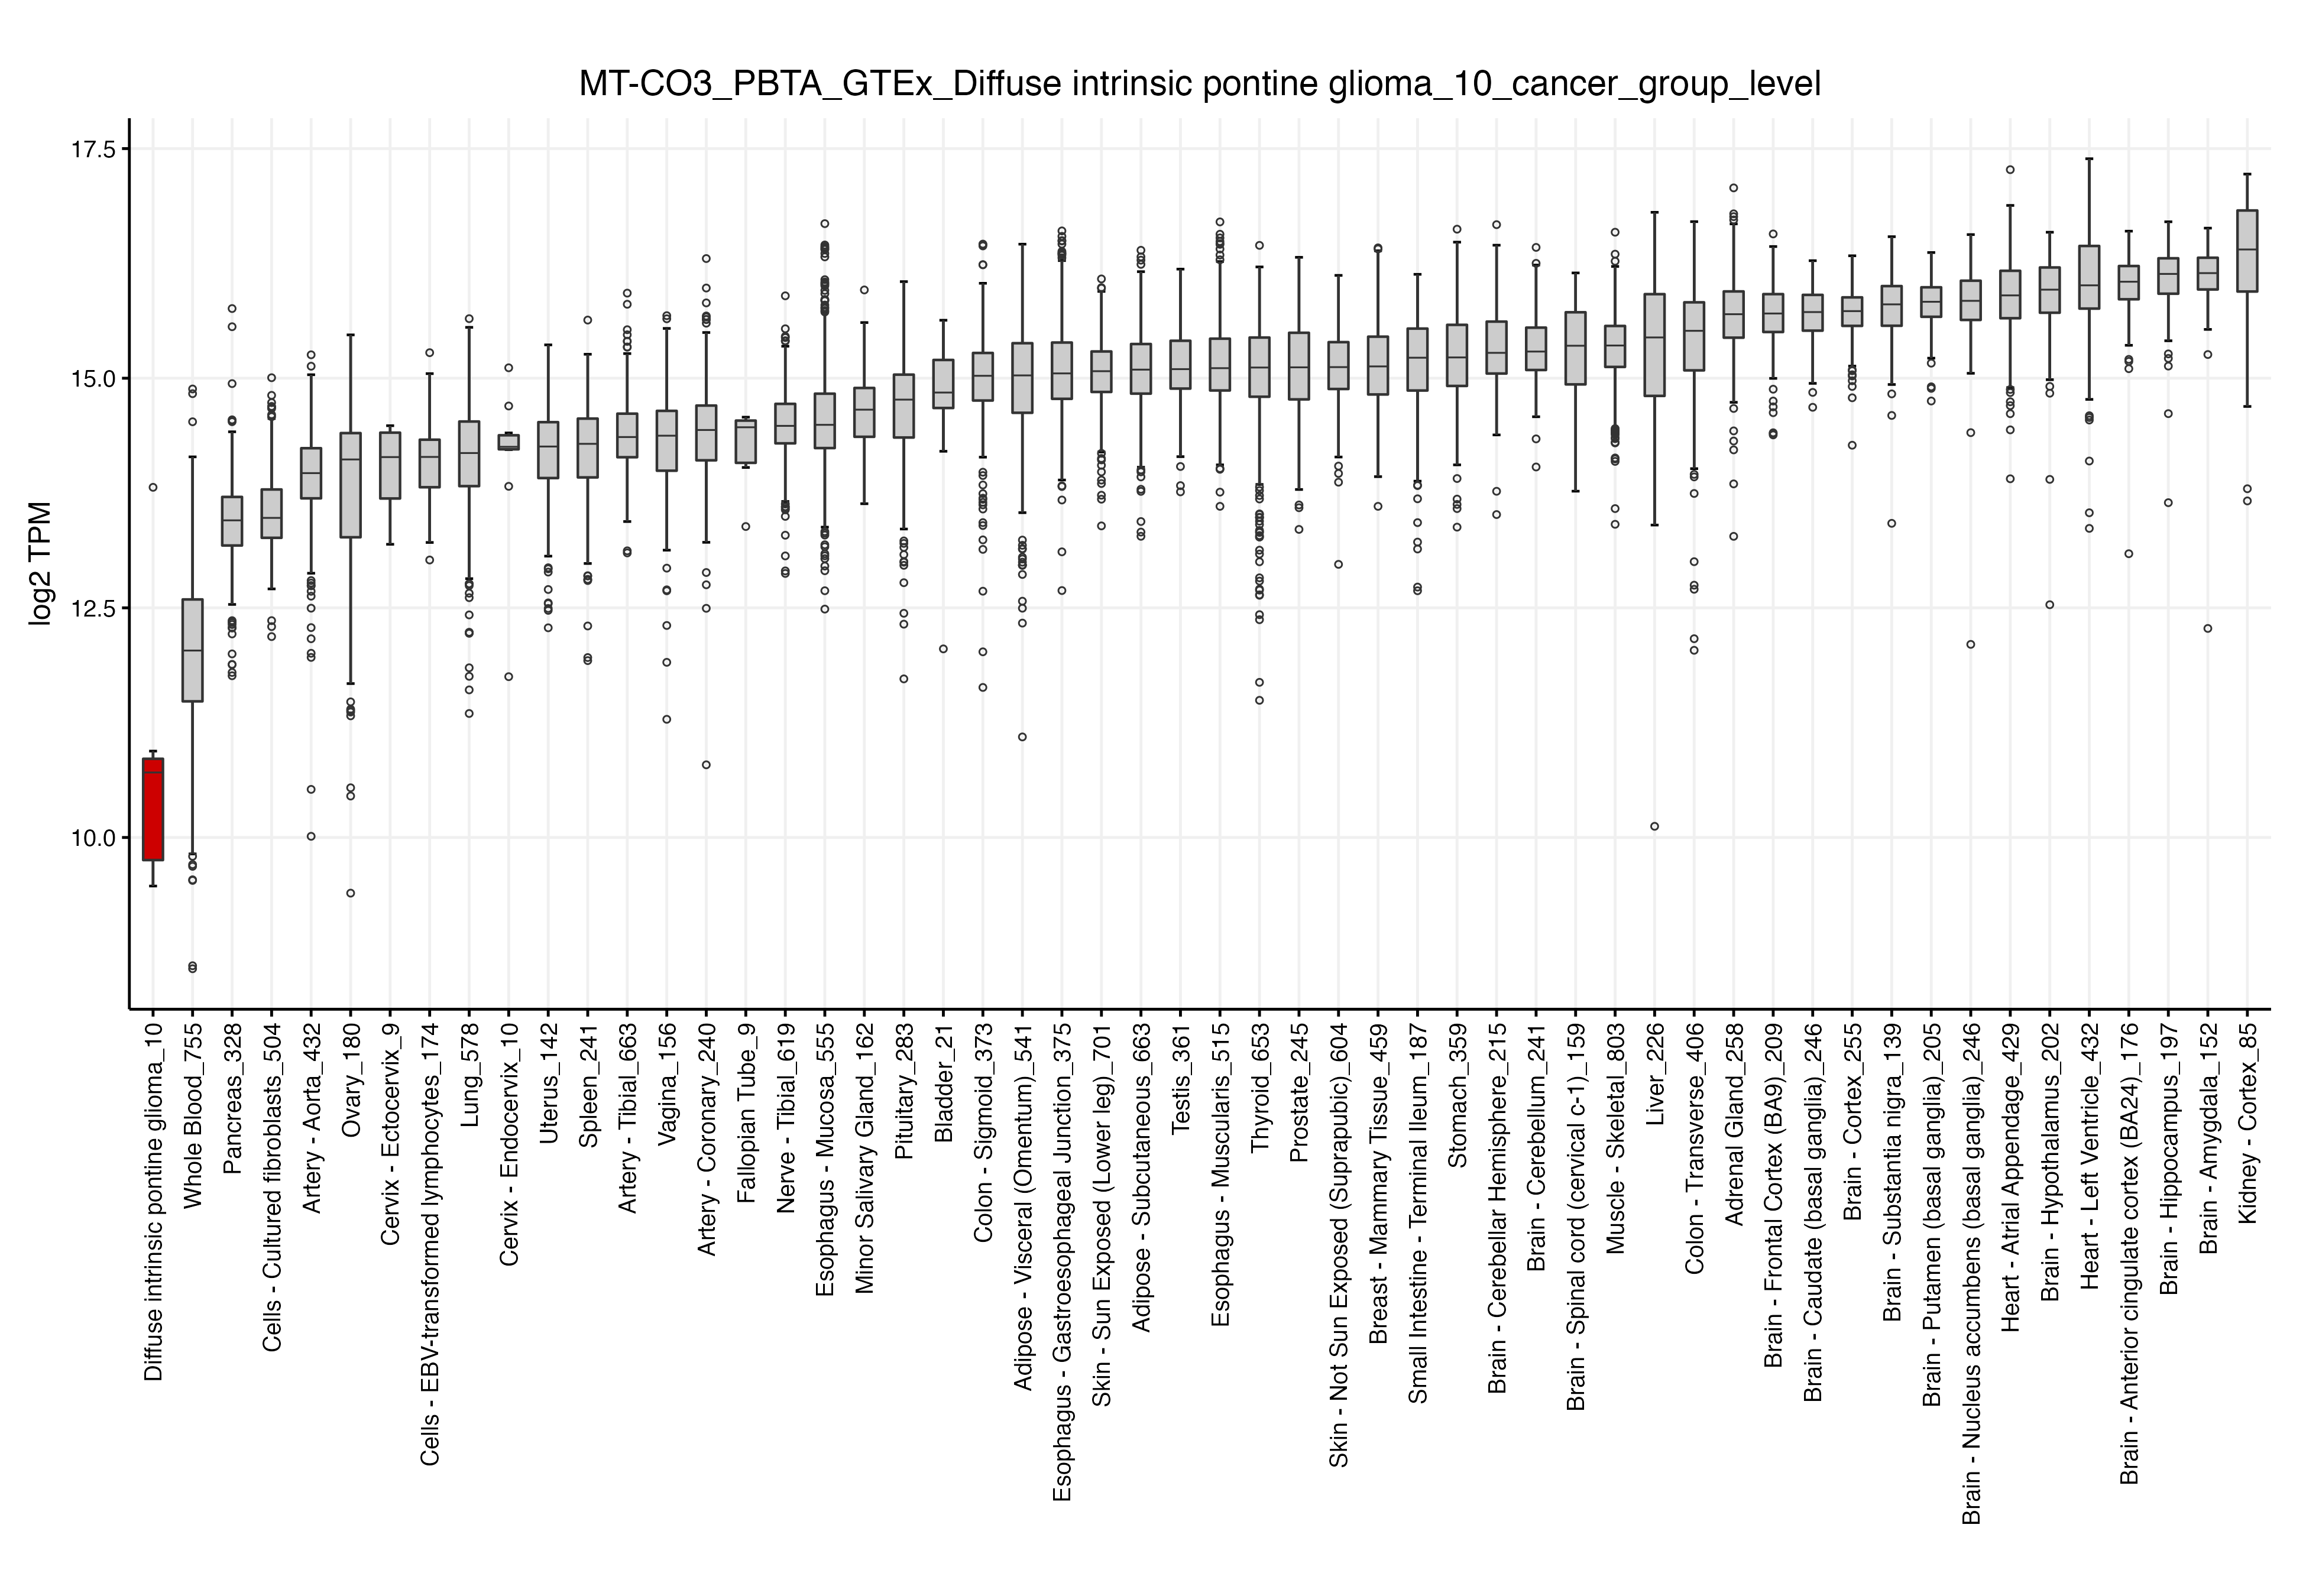 MT-CO3_PBTA_GTEx_Diffuse intrinsic pontine glioma_10_cancer_group_level
log2 TPM
17.5
15.0
12.5
10.0
Diffuse intrinsic pontine glioma_10
Whole Blood_755
Pancreas_328
Cells - Cultured fibroblasts_504
Artery - Aorta_432
Ovary_180
Cervix - Ectocervix_9
Cells - EBV-transformed lymphocytes_174
Lung_578
Cervix - Endocervix_10
Uterus_142
Spleen_241
Artery - Tibial_663
Vagina_156
Artery - Coronary_240
Fallopian Tube_9
Nerve - Tibial_619
Esophagus - Mucosa_555
Minor Salivary Gland_162
Pituitary_283
Bladder_21
Colon - Sigmoid_373
Adipose - Visceral (Omentum)_541
Esophagus - Gastroesophageal Junction_375
Skin - Sun Exposed (Lower leg)_701
Adipose - Subcutaneous_663
Testis_361
Esophagus - Muscularis_515
Thyroid_653
Prostate_245
Skin - Not Sun Exposed (Suprapubic)_604
Breast - Mammary Tissue_459
Small Intestine - Terminal Ileum_187
Stomach_359
Brain - Cerebellar Hemisphere_215
Brain - Cerebellum_241
Brain - Spinal cord (cervical c-1)_159
Muscle - Skeletal_803
Liver_226
Colon - Transverse_406
Adrenal Gland_258
Brain - Frontal Cortex (BA9)_209
Brain - Caudate (basal ganglia)_246
Brain - Cortex_255
Brain - Substantia nigra_139
Brain - Putamen (basal ganglia)_205
Brain - Nucleus accumbens (basal ganglia)_246
Heart - Atrial Appendage_429
Brain - Hypothalamus_202
Heart - Left Ventricle_432
Brain - Anterior cingulate cortex (BA24)_176
Brain - Hippocampus_197
Brain - Amygdala_152
Kidney - Cortex_85